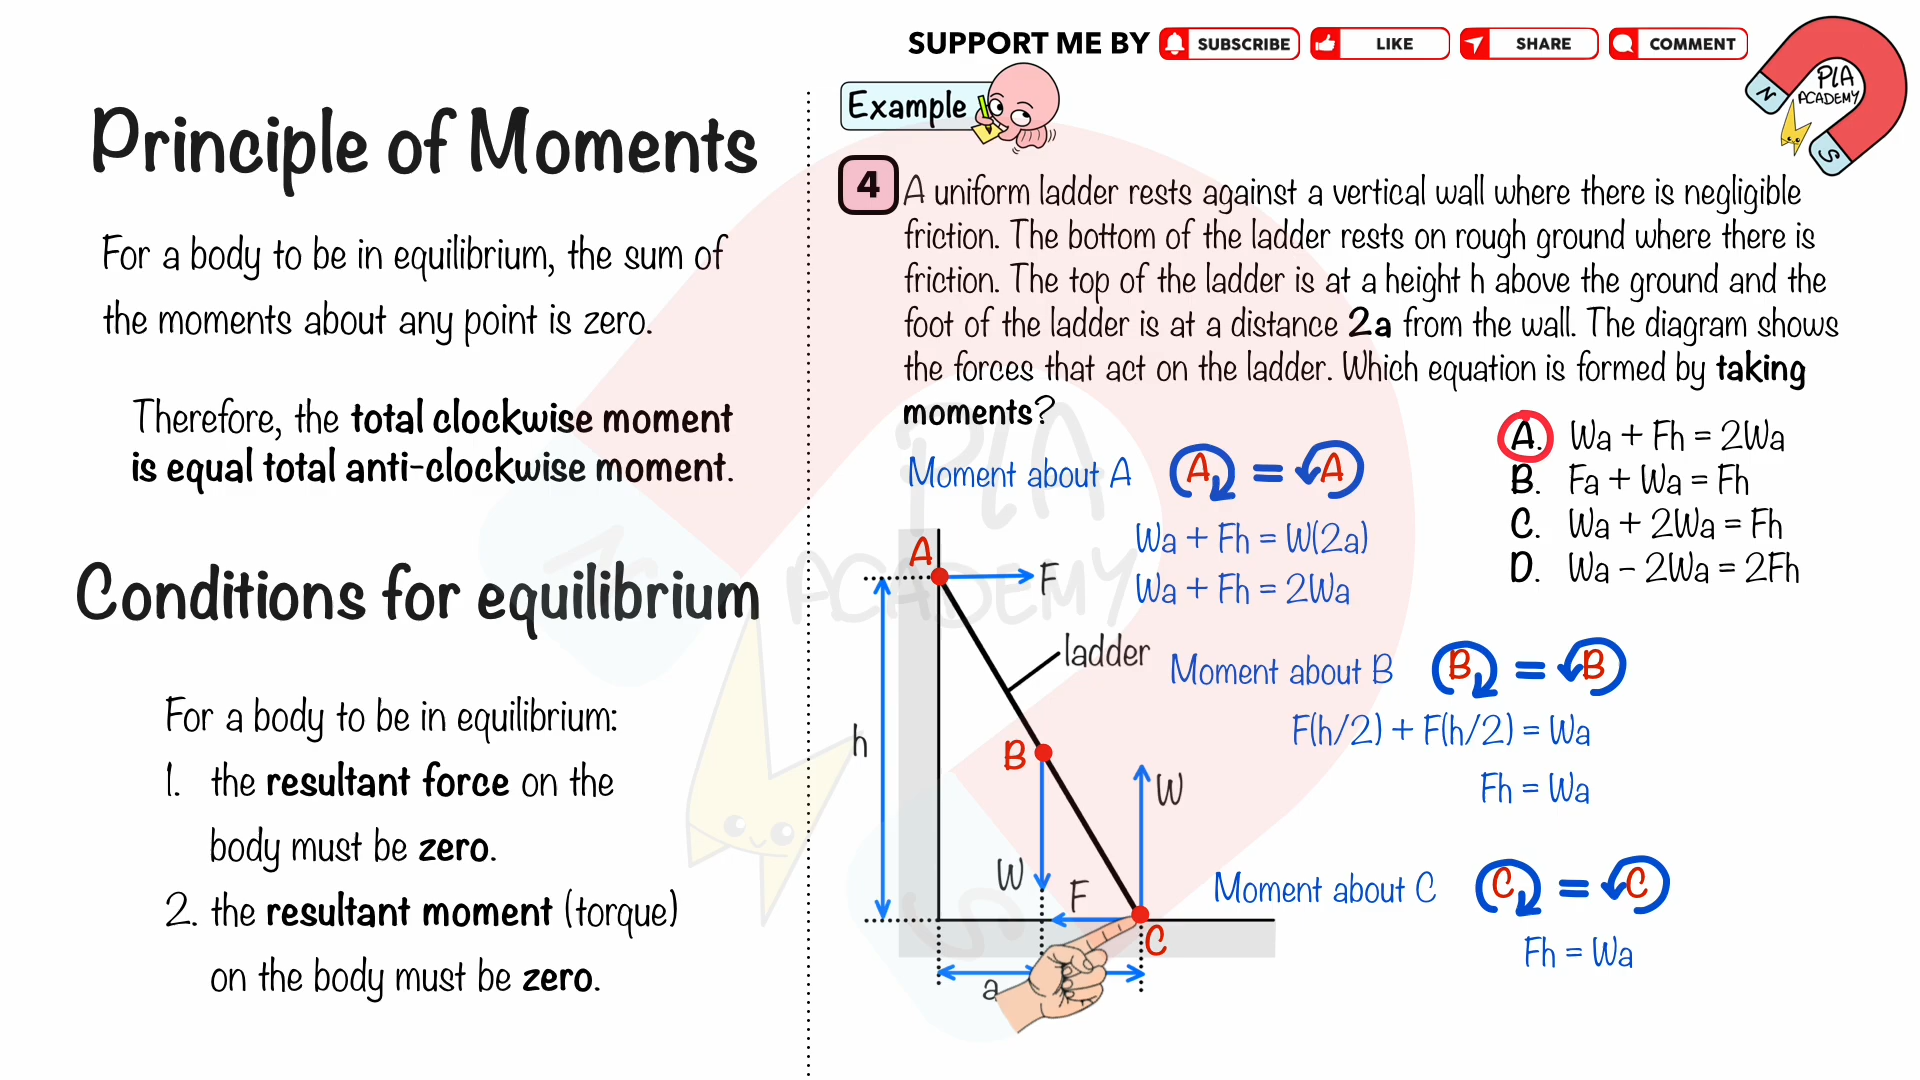 SUPPORT ME BY SUBSCRIBE LIKE SHARE COMMENT
PLA
ACADEMY
N
S
Principle of Moments
For a body to be in equilibrium, the sum of
the moments about any point is zero.
Therefore, the total clockwise moment
is equal total anti-clockwise moment.
Conditions for equilibrium
For a body to be in equilibrium:
1. the resultant force on the
body must be zero.
2. the resultant moment (torque)
on the body must be zero.
Example
4
A uniform ladder rests against a vertical wall where there is negligible
friction. The bottom of the ladder rests on rough ground where there is
friction. The top of the ladder is at a height h above the ground and the
foot of the ladder is at a distance 2a from the wall. The diagram shows
the forces that act on the ladder. Which equation is formed by taking
moments?
A. Wa + Fh = 2Wa
B. Fa + Wa = Fh
C. Wa + 2Wa = Fh
D. Wa - 2Wa = 2Fh
Moment about A A = A
Wa + Fh = W(2a)
Wa + Fh = 2Wa
Moment about B B = B
F(h/2) + F(h/2) = Wa
Fh = Wa
Moment about C C = C
Fh = Wa
A
F
ladder
h
B
W
W
F
C
a
PLA
ACADEMY
N
S